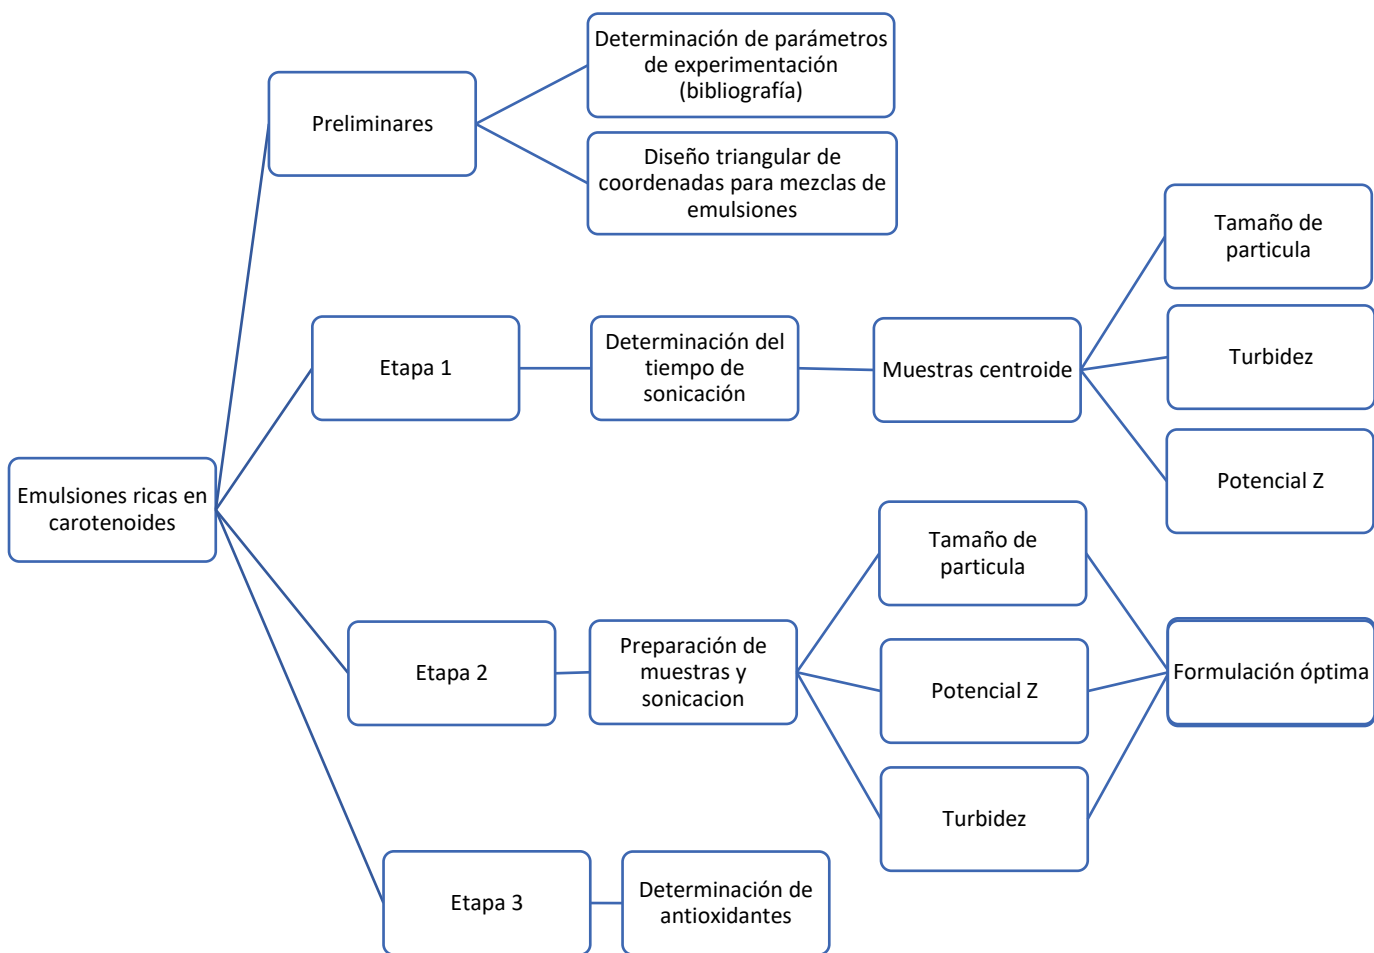 Determinación de parámetros
de experimentación
(bibliografía)
Preliminares
Diseño triangular de
coordenadas para mezclas de
emulsiones
Tamaño de
particula
Etapa 1
Determinación del
tiempo de
sonicación
Muestras centroide
Turbidez
Potencial Z
Emulsiones ricas en
carotenoides
Tamaño de
particula
Etapa 2
Preparación de
muestras y
sonicacion
Potencial Z
Formulación óptima
Turbidez
Etapa 3
Determinación de
antioxidantes